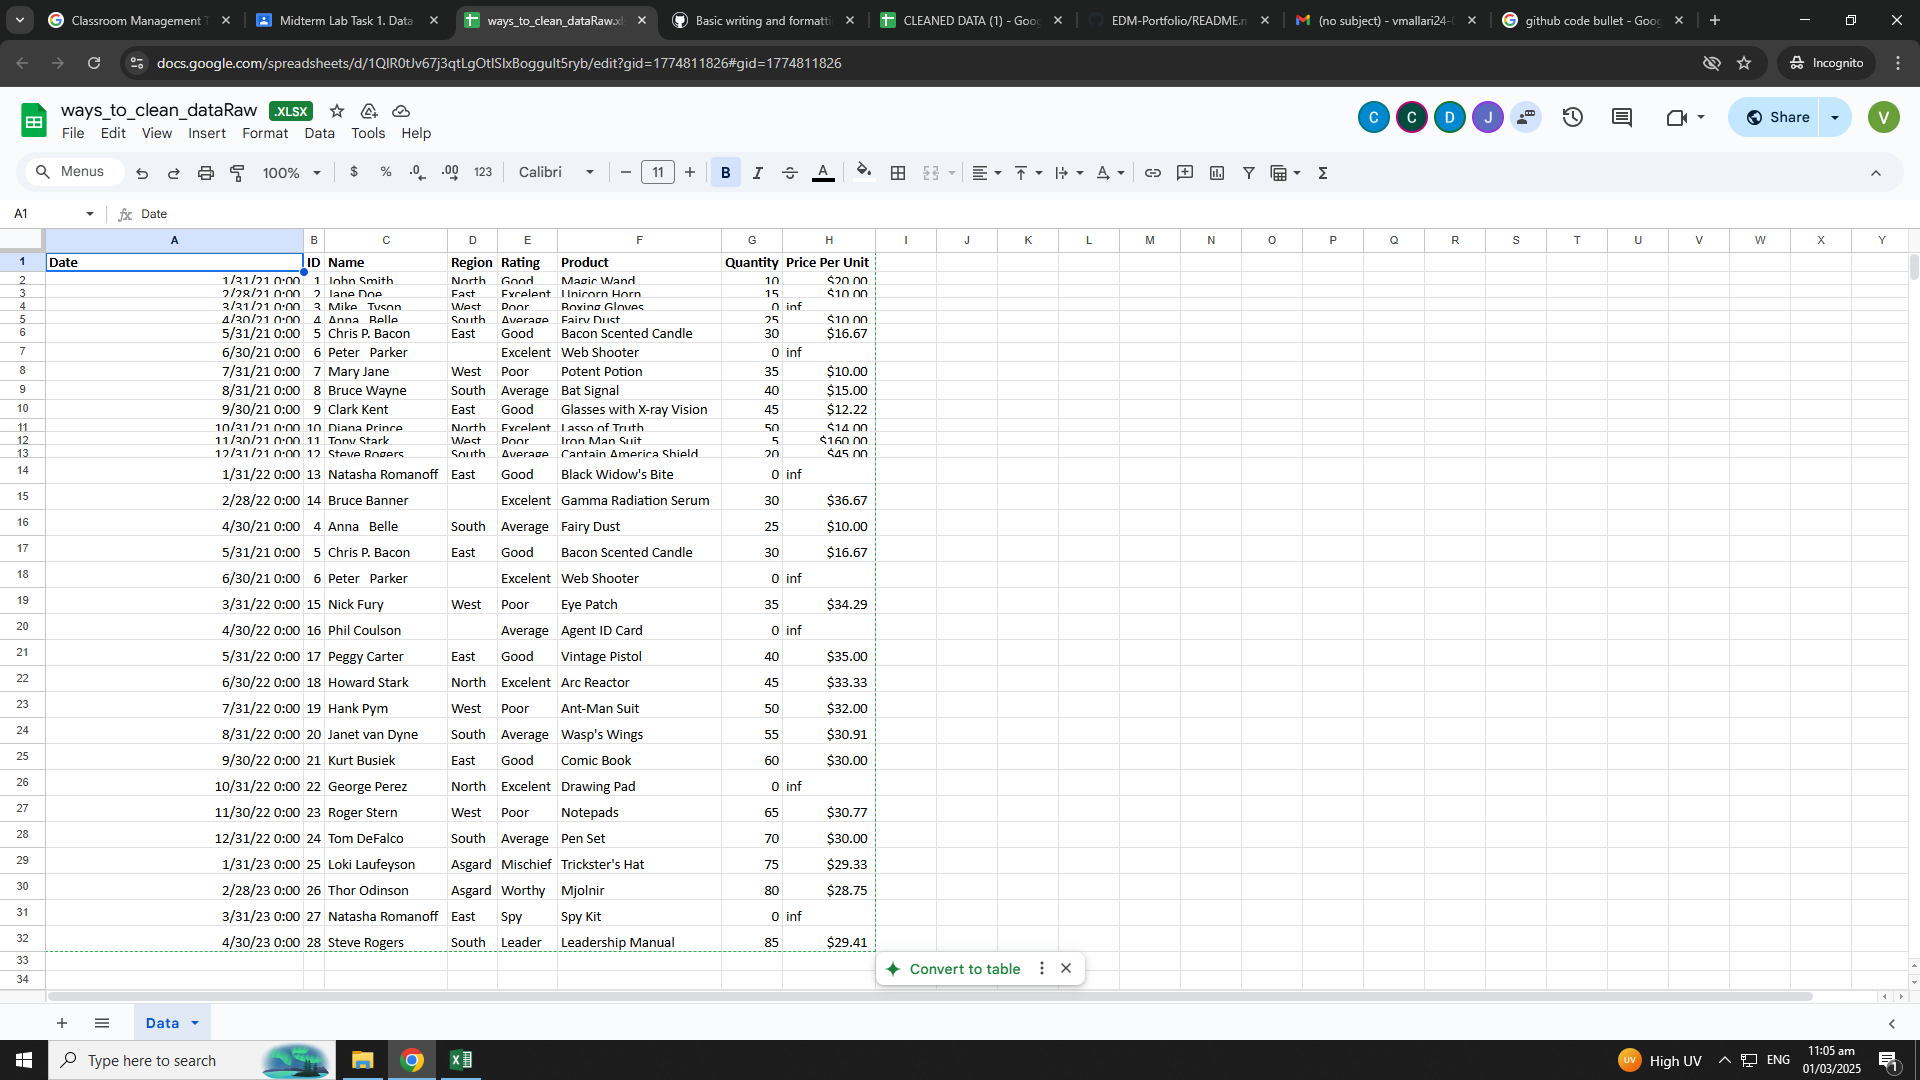 Classroom Management T
Midterm Lab Task 1. Data
ways_to_clean_dataRaw.xl
Basic writing and formatti
CLEANED DATA (1) - Goog
EDM-Portfolio/README.m
(no subject) - vmallari24-
github code bullet - Goog
Incognito
ways_to_clean_dataRaw .XLSX
File Edit View Insert Format Data Tools Help
C C D J Share V
Menus 100% $ % .0 .00 123 Calibri 11 B I A Σ
A1 fx Date
A B C D E F G H I J K L M N O P Q R S T U V W X Y
1 Date ID Name Region Rating Product Quantity Price Per Unit
2 1/31/21 0:00 1 John Smith North Good Magic Wand 10 $20.00
3 2/28/21 0:00 2 Jane Doe East Excelent Unicorn Horn 15 $10.00
4 3/31/21 0:00 3 Mike   Tyson West Poor Boxing Gloves 0 inf
5 4/30/21 0:00 4 Anna   Belle South Average Fairy Dust 25 $10.00
6 5/31/21 0:00 5 Chris P. Bacon East Good Bacon Scented Candle 30 $16.67
7 6/30/21 0:00 6 Peter   Parker Excelent Web Shooter 0 inf
8 7/31/21 0:00 7 Mary Jane West Poor Potent Potion 35 $10.00
9 8/31/21 0:00 8 Bruce Wayne South Average Bat Signal 40 $15.00
10 9/30/21 0:00 9 Clark Kent East Good Glasses with X-ray Vision 45 $12.22
11 10/31/21 0:00 10 Diana Prince North Excelent Lasso of Truth 50 $14.00
12 11/30/21 0:00 11 Tony Stark West Poor Iron Man Suit 5 $160.00
13 12/31/21 0:00 12 Steve Rogers South Average Captain America Shield 20 $45.00
14 1/31/22 0:00 13 Natasha Romanoff East Good Black Widow's Bite 0 inf
15 2/28/22 0:00 14 Bruce Banner Excelent Gamma Radiation Serum 30 $36.67
16 4/30/21 0:00 4 Anna   Belle South Average Fairy Dust 25 $10.00
17 5/31/21 0:00 5 Chris P. Bacon East Good Bacon Scented Candle 30 $16.67
18 6/30/21 0:00 6 Peter   Parker Excelent Web Shooter 0 inf
19 3/31/22 0:00 15 Nick Fury West Poor Eye Patch 35 $34.29
20 4/30/22 0:00 16 Phil Coulson Average Agent ID Card 0 inf
21 5/31/22 0:00 17 Peggy Carter East Good Vintage Pistol 40 $35.00
22 6/30/22 0:00 18 Howard Stark North Excelent Arc Reactor 45 $33.33
23 7/31/22 0:00 19 Hank Pym West Poor Ant-Man Suit 50 $32.00
24 8/31/22 0:00 20 Janet van Dyne South Average Wasp's Wings 55 $30.91
25 9/30/22 0:00 21 Kurt Busiek East Good Comic Book 60 $30.00
26 10/31/22 0:00 22 George Perez North Excelent Drawing Pad 0 inf
27 11/30/22 0:00 23 Roger Stern West Poor Notepads 65 $30.77
28 12/31/22 0:00 24 Tom DeFalco South Average Pen Set 70 $30.00
29 1/31/23 0:00 25 Loki Laufeyson Asgard Mischief Trickster's Hat 75 $29.33
30 2/28/23 0:00 26 Thor Odinson Asgard Worthy Mjolnir 80 $28.75
31 3/31/23 0:00 27 Natasha Romanoff East Spy Spy Kit 0 inf
32 4/30/23 0:00 28 Steve Rogers South Leader Leadership Manual 85 $29.41
33
34
Convert to table
Data
Type here to search
UV High UV ENG 11:05 am
01/03/2025 1